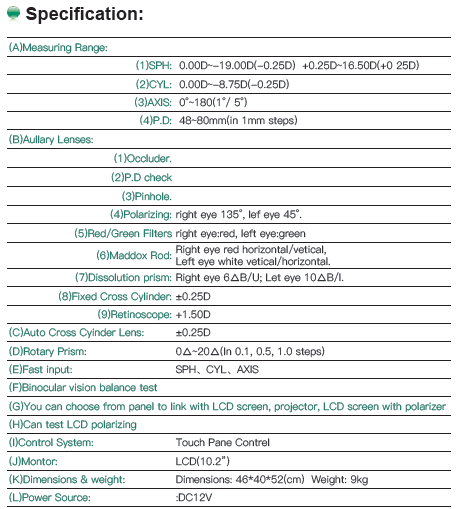 Specification:
(A)Measuring Range:
(1)SPH: 0.00D~-19.00D(-0.25D) +0.25D~16.50D(+0 25D)
(2)CYL: 0.00D~-8.75D(-0.25D)
(3)AXIS: 0°~180(1°/ 5°)
(4)P.D: 48~80mm(in 1mm steps)
(B)Aullary Lenses:
(1)Occluder.
(2)P.D check
(3)Pinhole.
(4)Polarizing: right eye 135°, lef eye 45°.
(5)Red/Green Filters right eye:red, left eye:green
(6)Maddox Rod: Right eye red horizontal/vetical,
Left eye white vetical/horizontal.
(7)Dissolution prism: Right eye 6△B/U; Let eye 10△B/I.
(8)Fixed Cross Cylinder: ±0.25D
(9)Retinoscope: +1.50D
(C)Auto Cross Cyinder Lens: ±0.25D
(D)Rotary Prism: 0△~20△(In 0.1, 0.5, 1.0 steps)
(E)Fast input: SPH、CYL、AXIS
(F)Binocular vision balance test
(G)You can choose from panel to link with LCD screen, projector, LCD screen with polarizer
(H)Can test LCD polarizing
(I)Control System: Touch Pane Contrel
(J)Montor: LCD(10.2")
(K)Dimensions & weight: Dimensions: 46*40*52(cm) Weight: 9kg
(L)Power Source: :DC12V